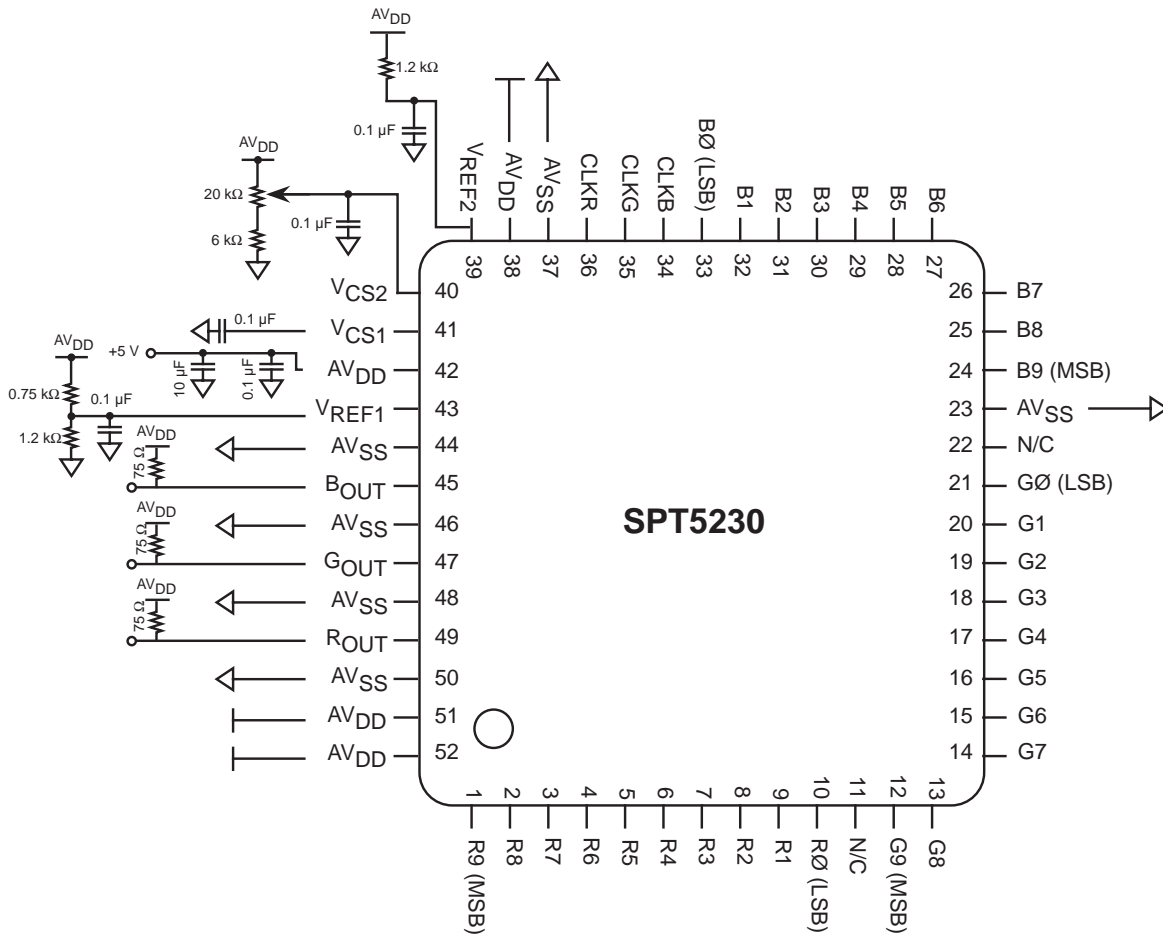 AVDD
1.2 kΩ
0.1 µF
AVDD
20 kΩ
0.1 µF
6 kΩ
VREF2
AVDD
AVSS
CLKR
CLKG
CLKB
BØ (LSB)
B1
B2
B3
B4
B5
B6
39
38
37
36
35
34
33
32
31
30
29
28
27
VCS2 40
VCS1 41
0.1 µF
+5 V
10 µF
0.1 µF
AVDD 42
AVDD
0.75 kΩ
0.1 µF
1.2 kΩ
VREF1 43
AVSS 44
AVDD
75 Ω
BOUT 45
AVSS 46
AVDD
75 Ω
GOUT 47
AVSS 48
AVDD
75 Ω
ROUT 49
AVSS 50
AVDD 51
AVDD 52
SPT5230
26 B7
25 B8
24 B9 (MSB)
23 AVSS
22 N/C
21 GØ (LSB)
20 G1
19 G2
18 G3
17 G4
16 G5
15 G6
14 G7
1
2
3
4
5
6
7
8
9
10
11
12
13
R9 (MSB)
R8
R7
R6
R5
R4
R3
R2
R1
RØ (LSB)
N/C
G9 (MSB)
G8